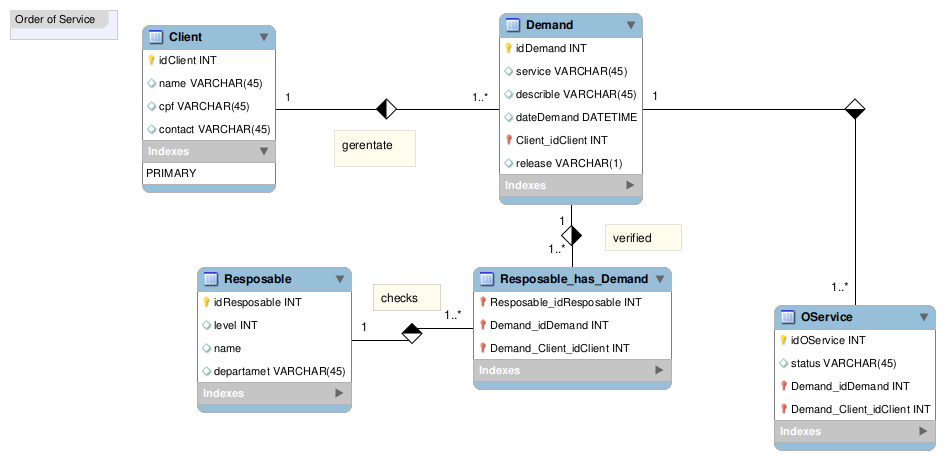 Order of Service
Client
idClient INT
name VARCHAR(45)
cpf VARCHAR(45)
contact VARCHAR(45)
Indexes
PRIMARY
1
1..*
gerentate
Demand
idDemand INT
service VARCHAR(45)
describle VARCHAR(45)
dateDemand DATETIME
Client_idClient INT
release VARCHAR(1)
Indexes
1
1..*
1
1..*
verified
Resposable
idResposable INT
level INT
name
departamet VARCHAR(45)
Indexes
checks
1
1..*
Resposable_has_Demand
Resposable_idResposable INT
Demand_idDemand INT
Demand_Client_idClient INT
Indexes
OService
idOService INT
status VARCHAR(45)
Demand_idDemand INT
Demand_Client_idClient INT
Indexes